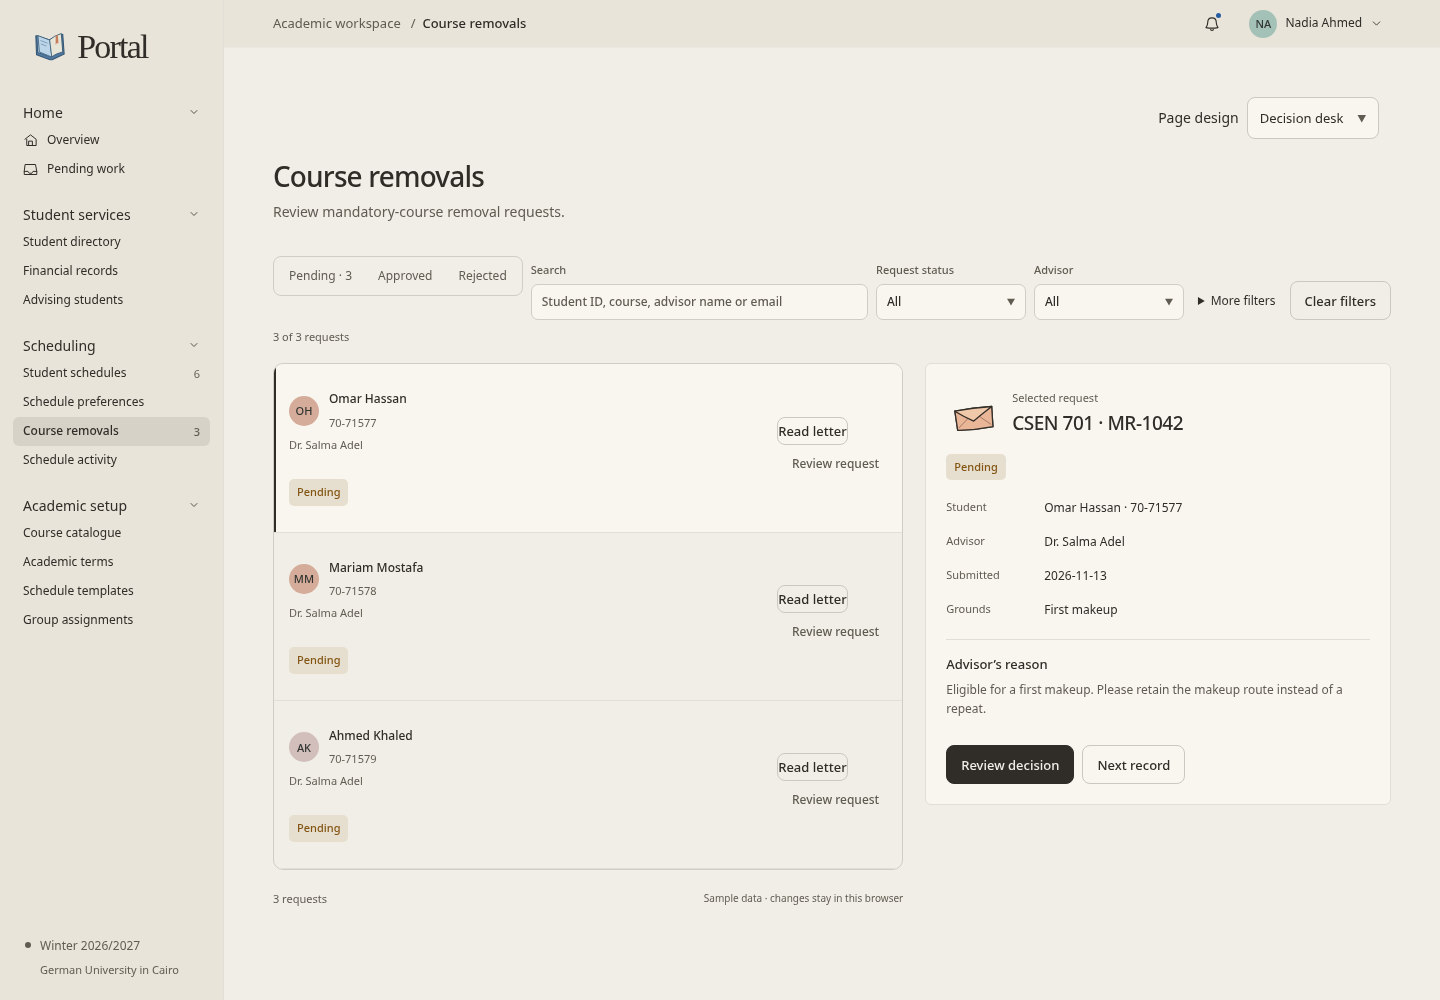 Portal
Academic workspace / Course removals
NA Nadia Ahmed
Home
Overview
Pending work
Student services
Student directory
Financial records
Advising students
Scheduling
Student schedules 6
Schedule preferences
Course removals 3
Schedule activity
Academic setup
Course catalogue
Academic terms
Schedule templates
Group assignments
Winter 2026/2027
German University in Cairo
Page design Decision desk
Course removals
Review mandatory-course removal requests.
Pending · 3 Approved Rejected
Search
Student ID, course, advisor name or email
Request status
All
Advisor
All
More filters
Clear filters
3 of 3 requests
OH
Omar Hassan
70-71577
Dr. Salma Adel
Pending
Read letter
Review request
MM
Mariam Mostafa
70-71578
Dr. Salma Adel
Pending
Read letter
Review request
AK
Ahmed Khaled
70-71579
Dr. Salma Adel
Pending
Read letter
Review request
3 requests
Sample data · changes stay in this browser
Selected request
CSEN 701 · MR-1042
Pending
Student Omar Hassan · 70-71577
Advisor Dr. Salma Adel
Submitted 2026-11-13
Grounds First makeup
Advisor’s reason
Eligible for a first makeup. Please retain the makeup route instead of a
repeat.
Review decision
Next record